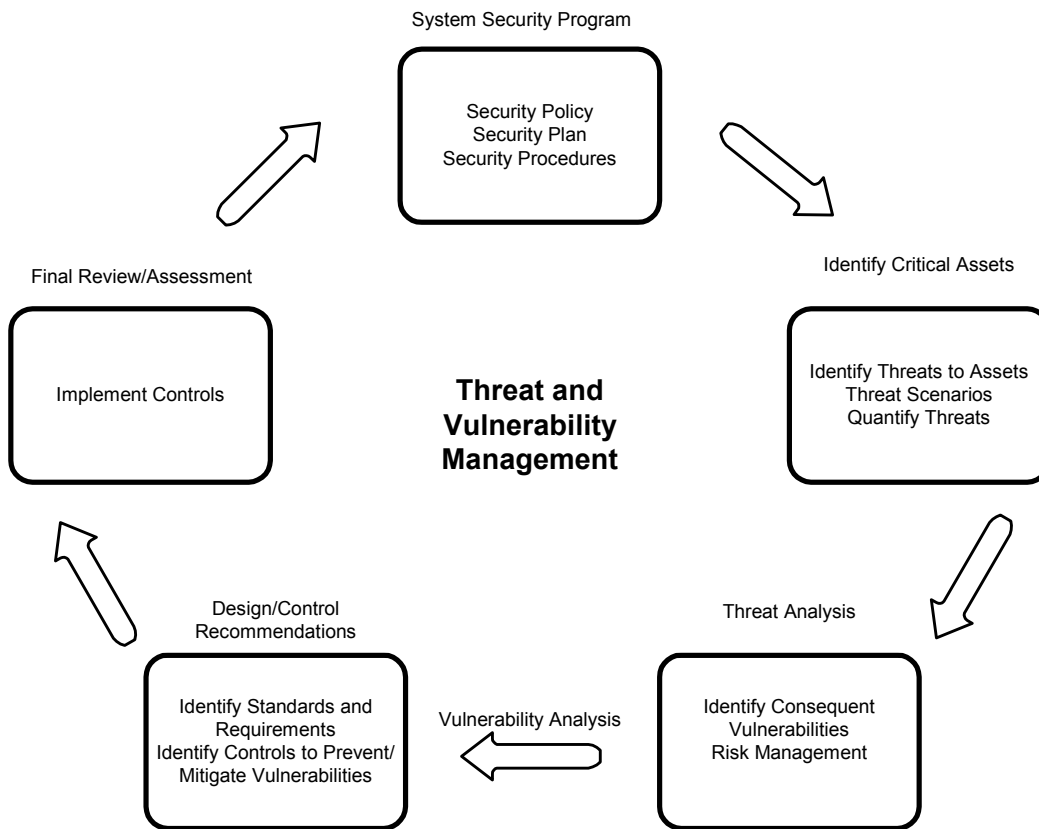 System Security Program
Security Policy
Security Plan
Security Procedures
Identify Critical Assets
Identify Threats to Assets
Threat Scenarios
Quantify Threats
Threat Analysis
Identify Consequent
Vulnerabilities
Risk Management
Vulnerability Analysis
Design/Control
Recommendations
Identify Standards and
Requirements
Identify Controls to Prevent/
Mitigate Vulnerabilities
Final Review/Assessment
Implement Controls
Threat and
Vulnerability
Management